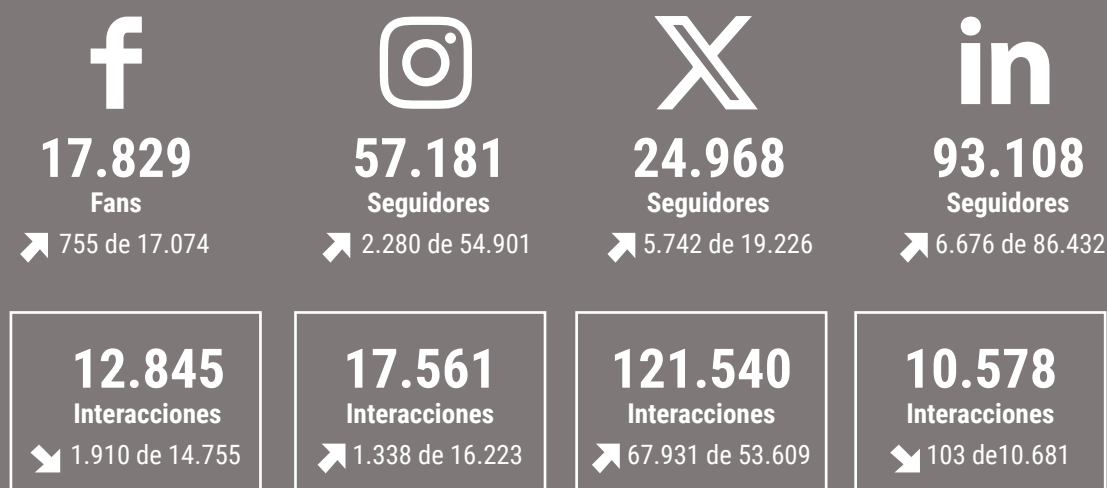 17.829
Fans
755 de 17.074
57.181
Seguidores
2.280 de 54.901
24.968
Seguidores
5.742 de 19.226
93.108
Seguidores
6.676 de 86.432
12.845
Interacciones
1.910 de 14.755
17.561
Interacciones
1.338 de 16.223
121.540
Interacciones
67.931 de 53.609
10.578
Interacciones
103 de10.681